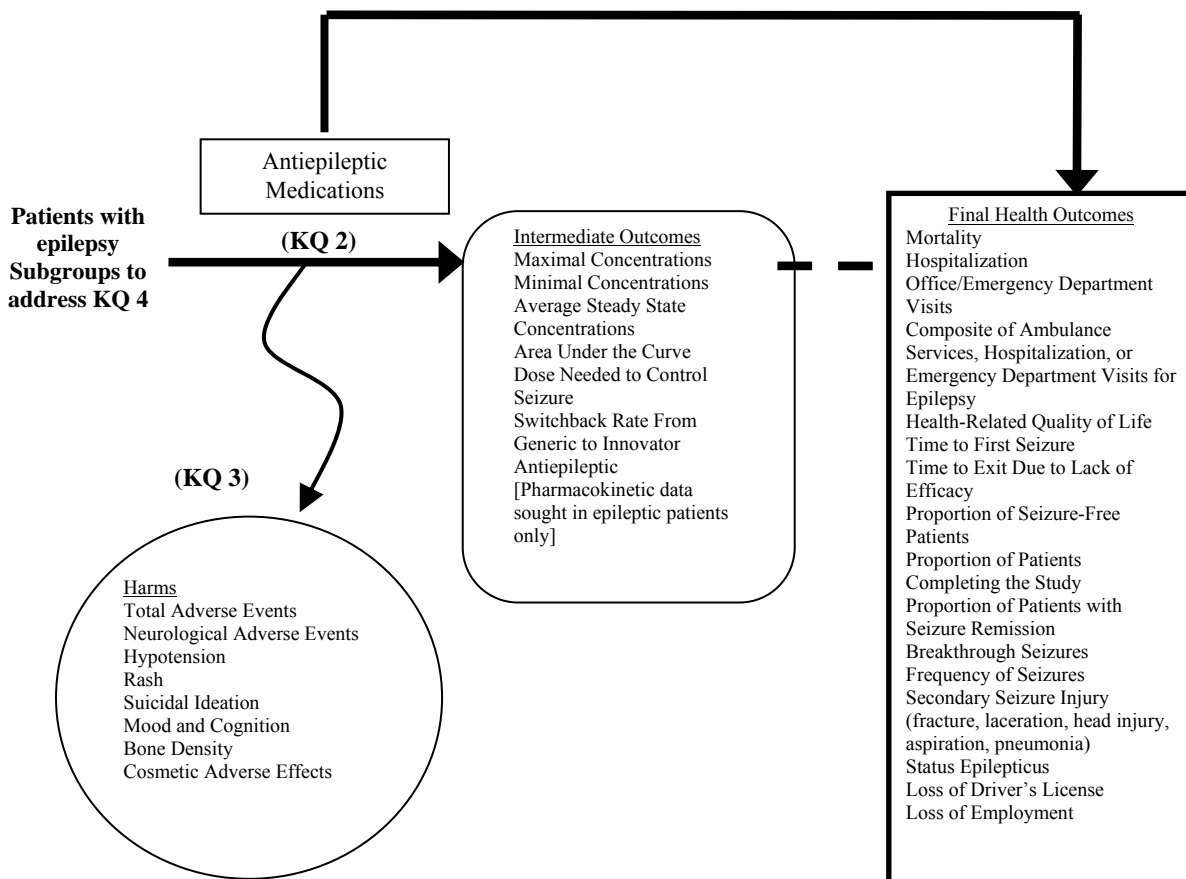 Antiepileptic
Medications
Patients with
epilepsy
Subgroups to
address KQ 4
(KQ 2)
(KQ 3)
Intermediate Outcomes
Maximal Concentrations
Minimal Concentrations
Average Steady State
Concentrations
Area Under the Curve
Dose Needed to Control
Seizure
Switchback Rate From
Generic to Innovator
Antiepileptic
[Pharmacokinetic data
sought in epileptic patients
only]
Harms
Total Adverse Events
Neurological Adverse Events
Hypotension
Rash
Suicidal Ideation
Mood and Cognition
Bone Density
Cosmetic Adverse Effects
Final Health Outcomes
Mortality
Hospitalization
Office/Emergency Department
Visits
Composite of Ambulance
Services, Hospitalization, or
Emergency Department Visits for
Epilepsy
Health-Related Quality of Life
Time to First Seizure
Time to Exit Due to Lack of
Efficacy
Proportion of Seizure-Free
Patients
Proportion of Patients
Completing the Study
Proportion of Patients with
Seizure Remission
Breakthrough Seizures
Frequency of Seizures
Secondary Seizure Injury
(fracture, laceration, head injury,
aspiration, pneumonia)
Status Epilepticus
Loss of Driver’s License
Loss of Employment